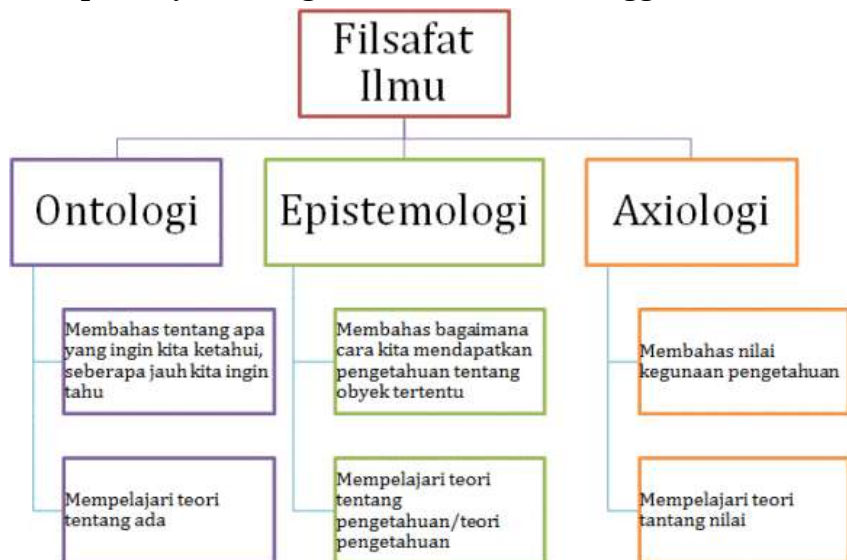 Filsafat
Ilmu
Ontologi
Epistemologi
Axiologi
Membahas tentang apa
yang ingin kita ketahui,
seberapa jauh kita ingin
tahu
Membahas bagaimana
cara kita mendapatkan
pengetahuan tentang
obyek tertentu
Membahas nilai
kegunaan pengetahuan
Mempelajari teori
tentang ada
Mempelajari teori
tentang
pengetahuan/teori
pengetahuan
Mempelajari teori
tantang nilai